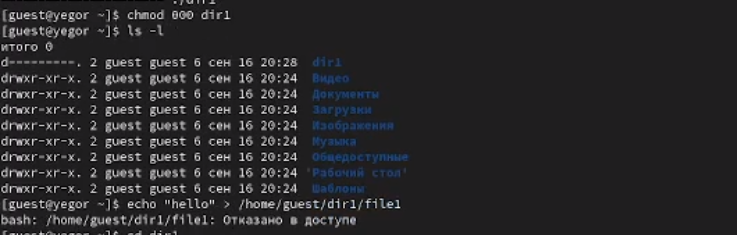 ./dir1
[guest@yegor ~]$ chmod 000 dir1
[guest@yegor ~]$ ls -l
итого 0
d---------. 2 guest guest 6 сен 16 20:28  dir1
drwxr-xr-x. 2 guest guest 6 сен 16 20:24  Видео
drwxr-xr-x. 2 guest guest 6 сен 16 20:24  Документы
drwxr-xr-x. 2 guest guest 6 сен 16 20:24  Загрузки
drwxr-xr-x. 2 guest guest 6 сен 16 20:24  Изображения
drwxr-xr-x. 2 guest guest 6 сен 16 20:24  Музыка
drwxr-xr-x. 2 guest guest 6 сен 16 20:24  Общедоступные
drwxr-xr-x. 2 guest guest 6 сен 16 20:24 'Рабочий стол'
drwxr-xr-x. 2 guest guest 6 сен 16 20:24  Шаблоны
[guest@yegor ~]$ echo "hello" > /home/guest/dir1/file1
bash: /home/guest/dir1/file1: Отказано в доступе
[guest@yegor ~]$ cd dir1